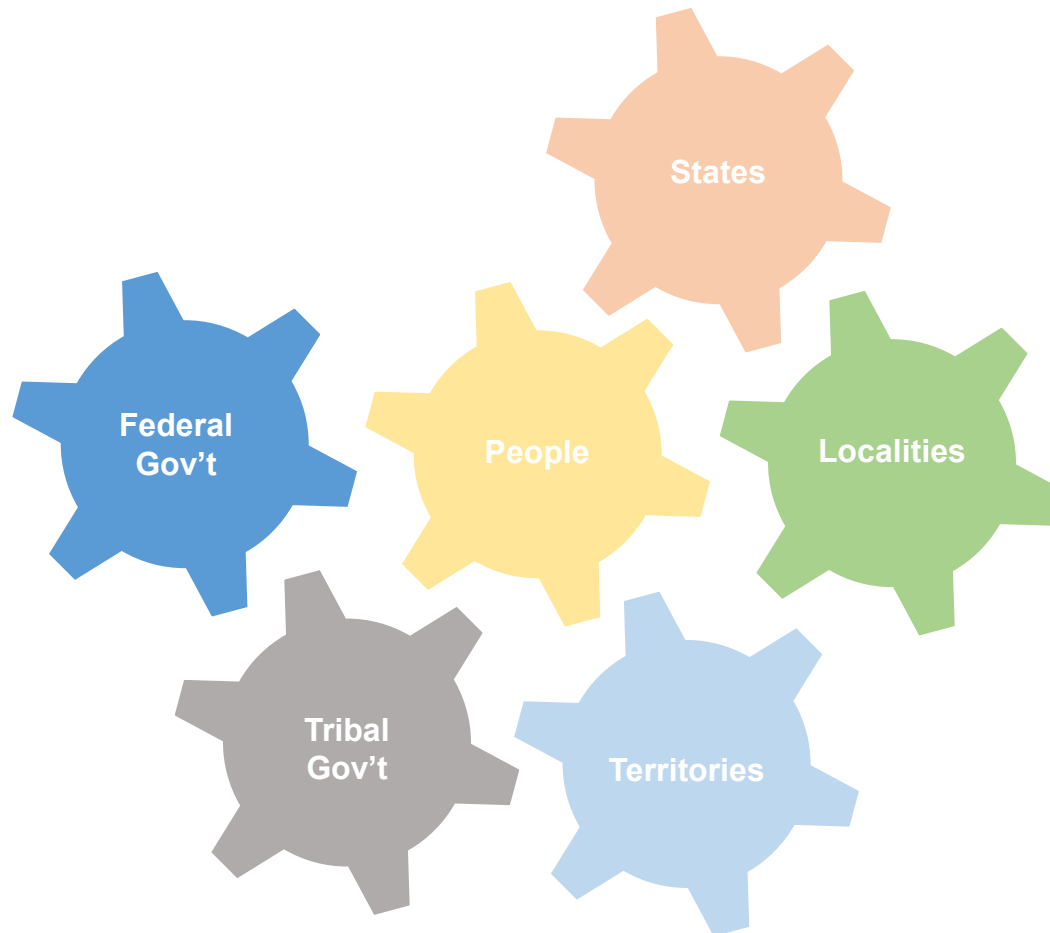 States
Federal
Gov’t
People
Localities
Tribal
Gov’t
Territories